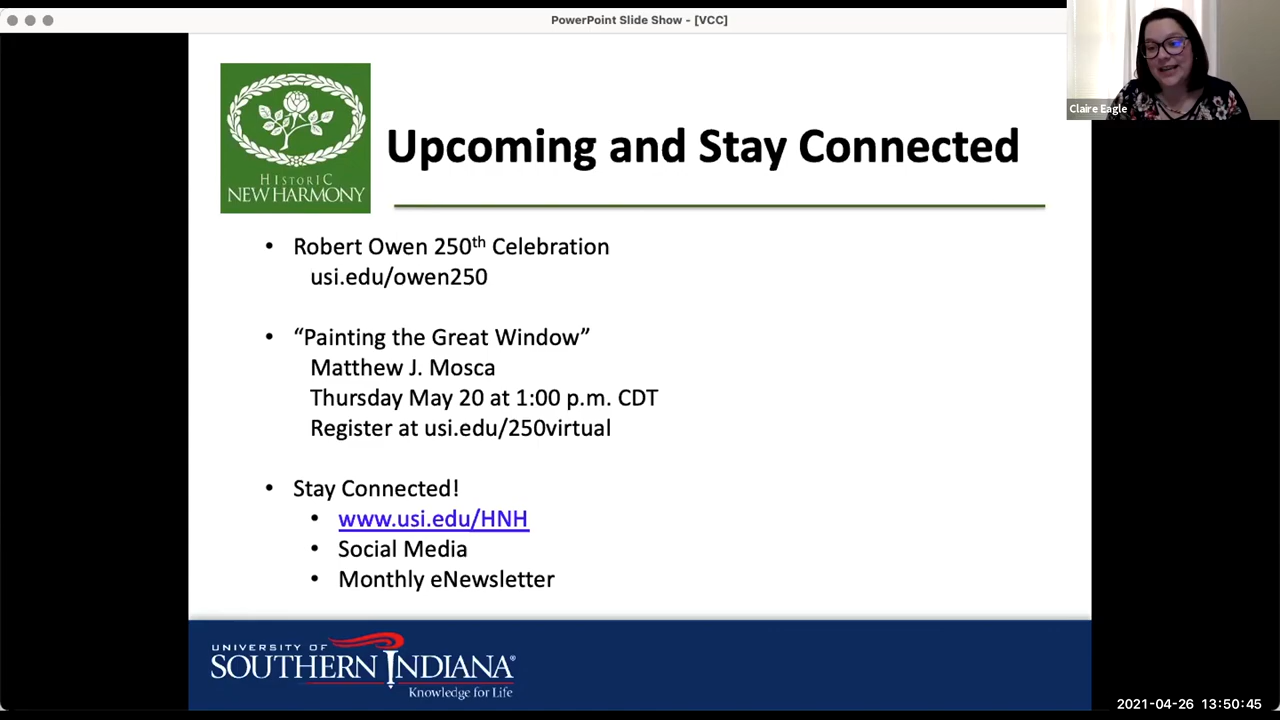 PowerPoint Slide Show - [VCC]
Claire Eagle
HISTORIC
NEW HARMONY
Upcoming and Stay Connected
• Robert Owen 250th Celebration
usi.edu/owen250
• “Painting the Great Window”
Matthew J. Mosca
Thursday May 20 at 1:00 p.m. CDT
Register at usi.edu/250virtual
• Stay Connected!
• www.usi.edu/HNH
• Social Media
• Monthly eNewsletter
UNIVERSITY OF
SOUTHERN INDIANA®
Knowledge for Life
2021-04-26 13:50:45